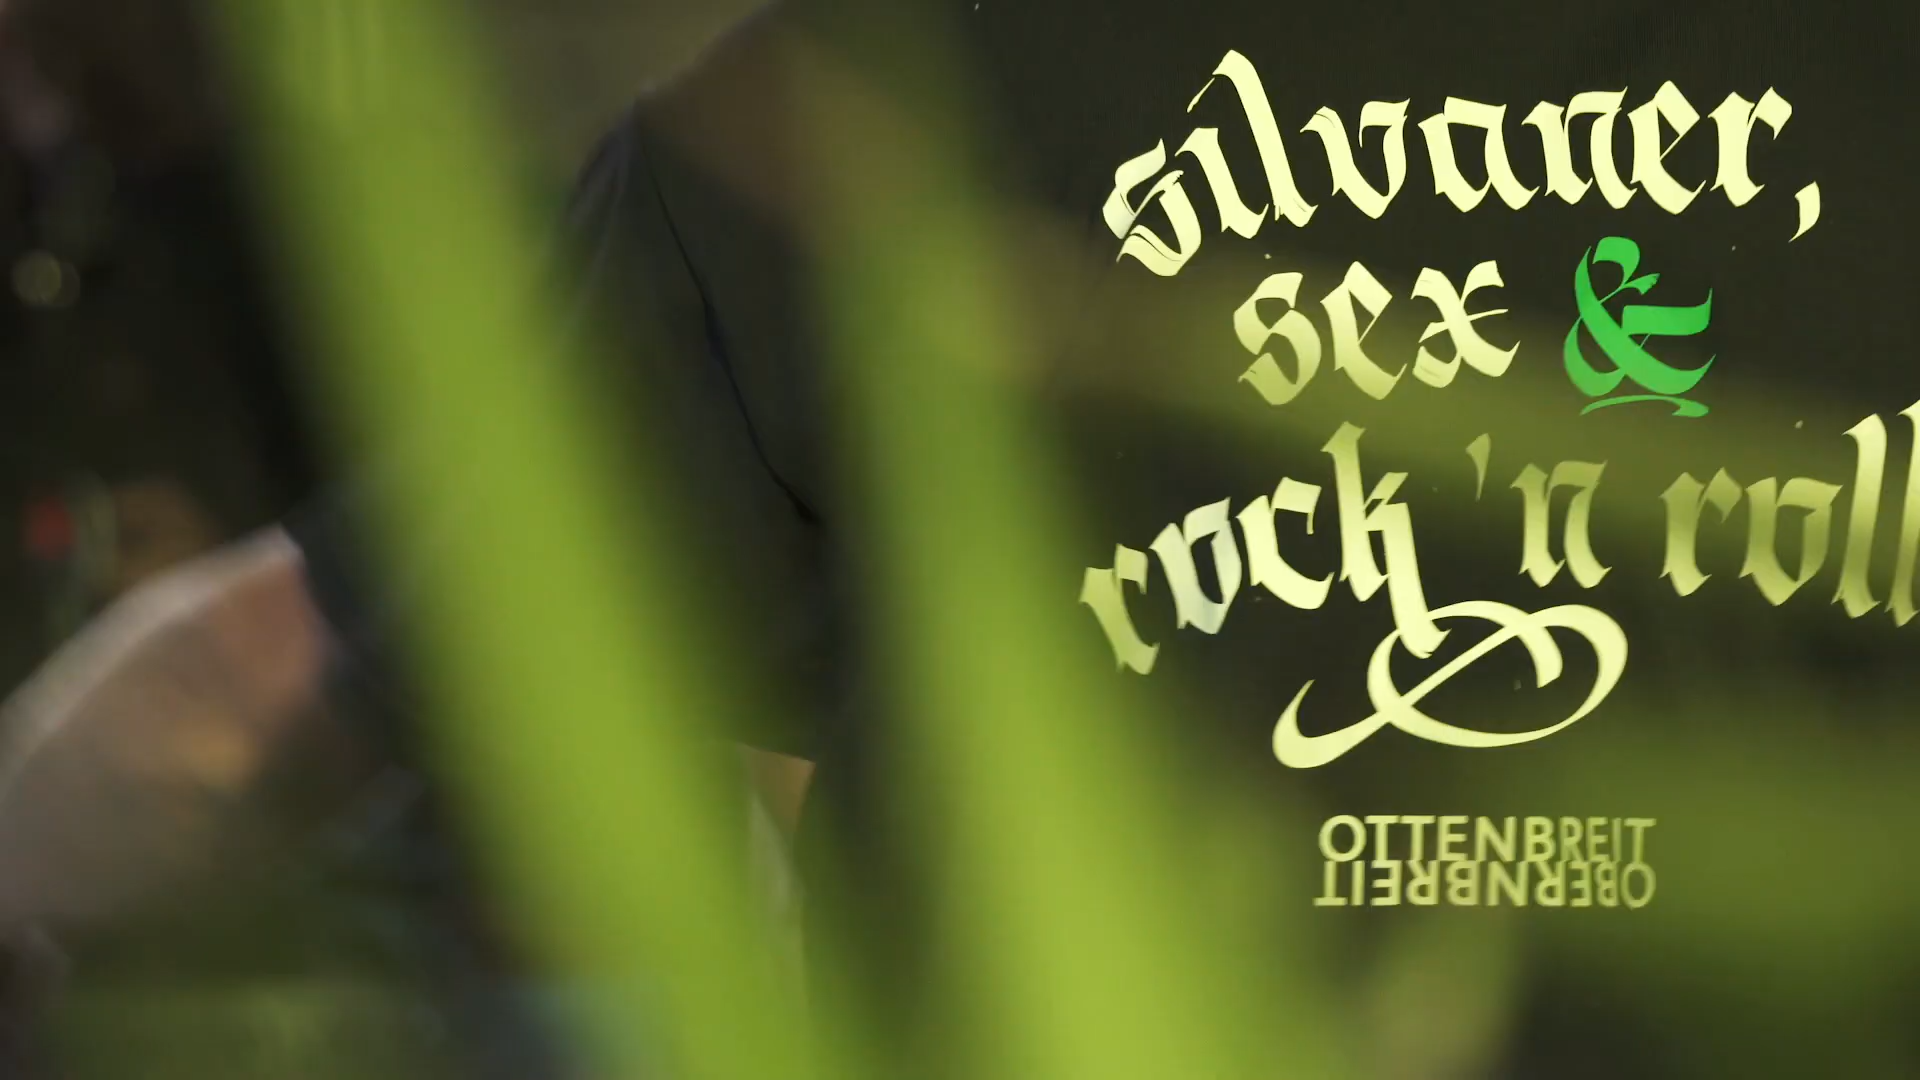 silvaner,
sex &
rock 'n roll
OTTENBREIT
OBERNBREIT